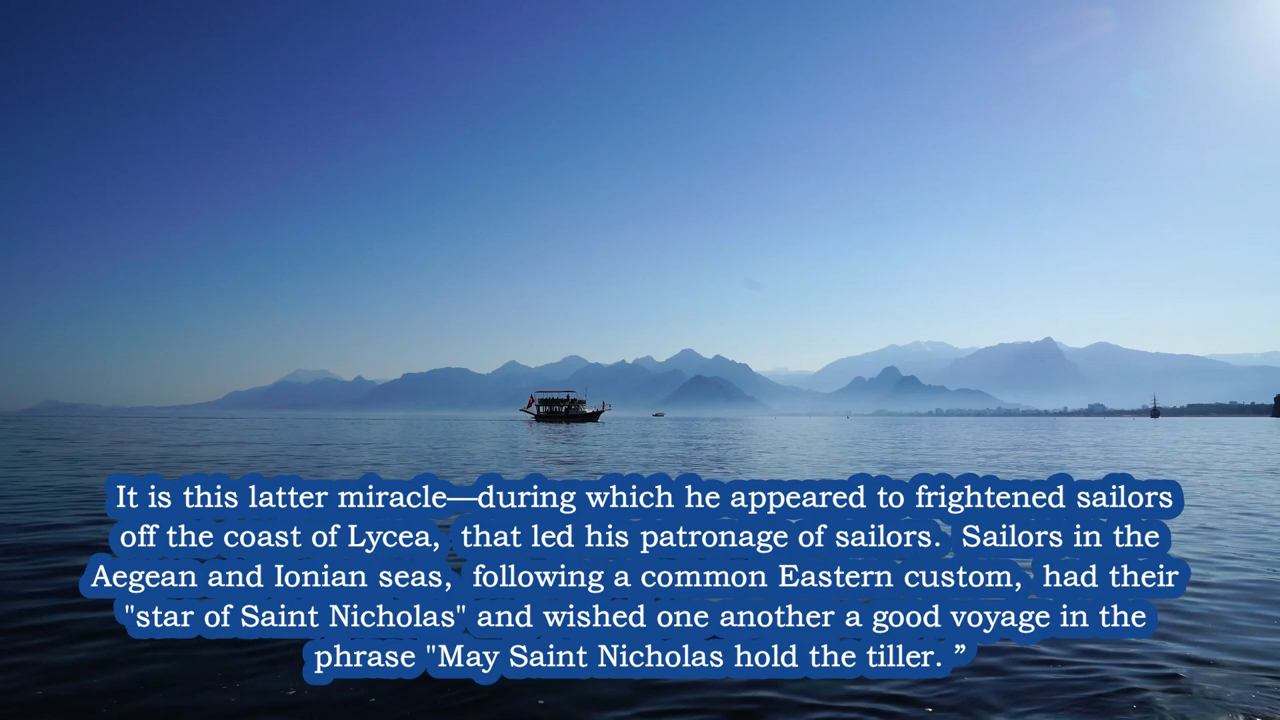 It is this latter miracle—during which he appeared to frightened sailors
off the coast of Lycea, that led his patronage of sailors. Sailors in the
Aegean and Ionian seas, following a common Eastern custom, had their
"star of Saint Nicholas" and wished one another a good voyage in the
phrase "May Saint Nicholas hold the tiller. ”